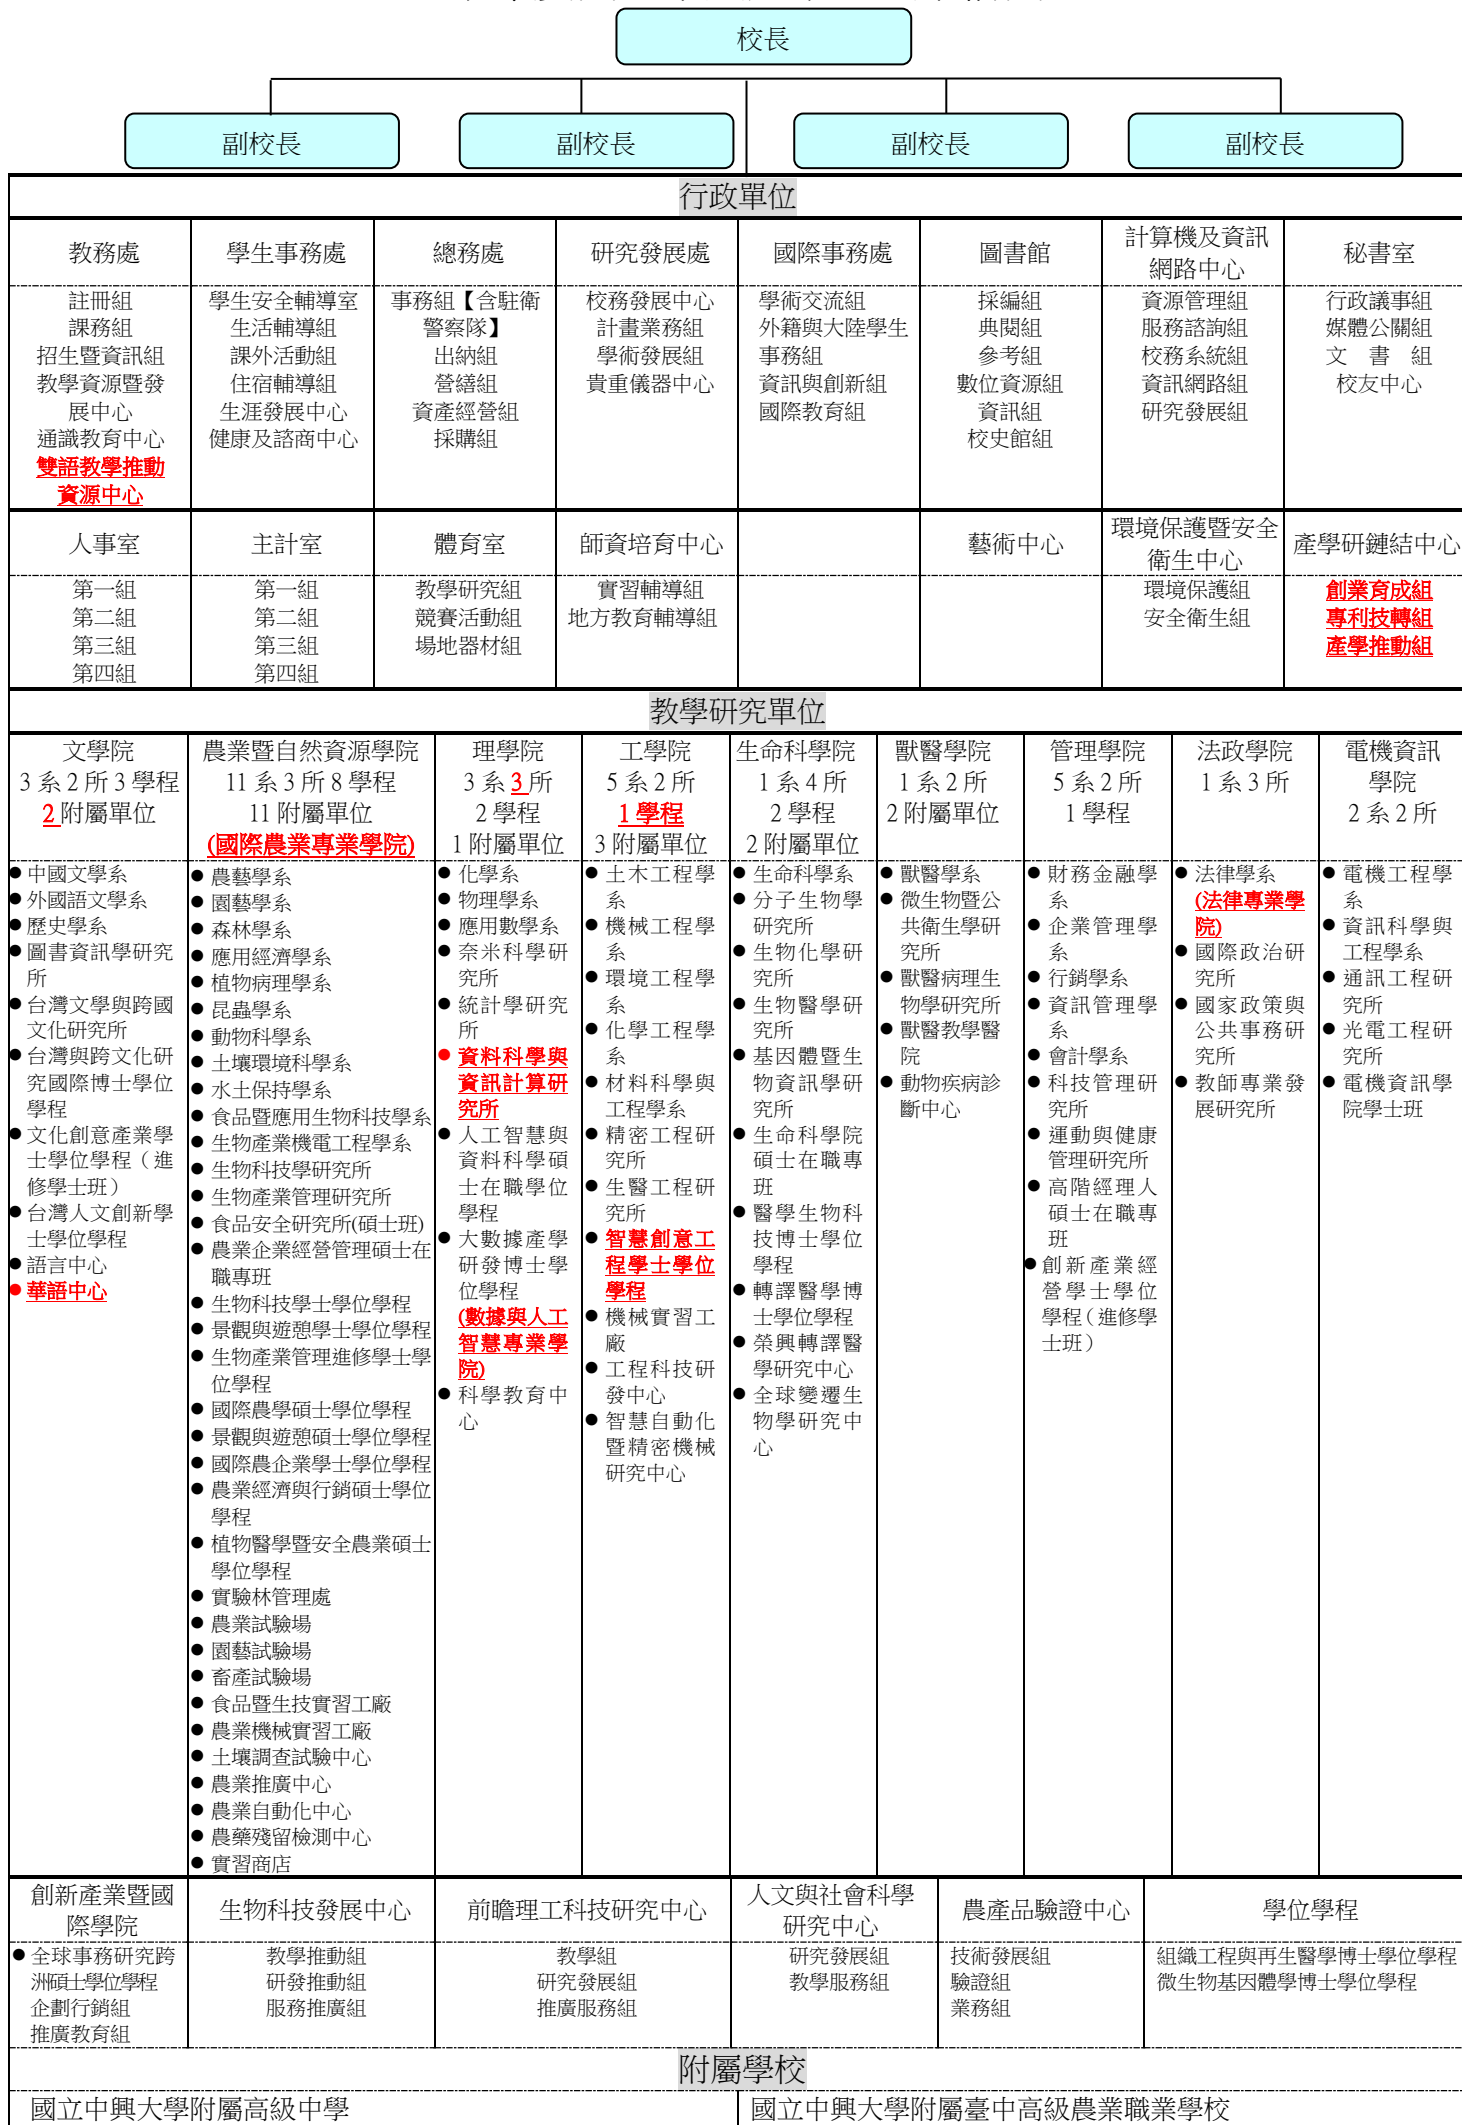 校長
副校長
副校長
副校長
副校長
行政單位
教務處
學生事務處
總務處
研究發展處
國際事務處
圖書館
計算機及資訊
網路中心
秘書室
註冊組
課務組
招生暨資訊組
教學資源暨發
展中心
通識教育中心
雙語教學推動
資源中心
學生安全輔導室
生活輔導組
課外活動組
住宿輔導組
生涯發展中心
健康及諮商中心
事務組【含駐衛
警察隊】
出納組
營繕組
資產經營組
採購組
校務發展中心
計畫業務組
學術發展組
貴重儀器中心
學術交流組
外籍與大陸學生
事務組
資訊與創新組
國際教育組
採編組
典閱組
參考組
數位資源組
資訊組
校史館組
資源管理組
服務諮詢組
校務系統組
資訊網路組
研究發展組
行政議事組
媒體公關組
文 書 組
校友中心
人事室
主計室
體育室
師資培育中心
藝術中心
環境保護暨安全
衛生中心
產學研鏈結中心
第一組
第二組
第三組
第四組
第一組
第二組
第三組
第四組
教學研究組
競賽活動組
場地器材組
實習輔導組
地方教育輔導組
環境保護組
安全衛生組
創業育成組
專利技轉組
產學推動組
教學研究單位
文學院
3 系 2 所 3 學程
2 附屬單位
農業暨自然資源學院
11 系 3 所 8 學程
11 附屬單位
(國際農業專業學院)
理學院
3 系 3 所
2 學程
1 附屬單位
工學院
5 系 2 所
1 學程
3 附屬單位
生命科學院
1 系 4 所
2 學程
2 附屬單位
獸醫學院
1 系 2 所
2 附屬單位
管理學院
5 系 2 所
1 學程
法政學院
1 系 3 所
電機資訊
學院
2 系 2 所
● 中國文學系
● 外國語文學系
● 歷史學系
● 圖書資訊學研究
所
● 台灣文學與跨國
文化研究所
● 台灣與跨文化研
究國際博士學位
學程
● 文化創意產業學
士學位學程（進
修學士班）
● 台灣人文創新學
士學位學程
● 語言中心
● 華語中心
● 農藝學系
● 園藝學系
● 森林學系
● 應用經濟學系
● 植物病理學系
● 昆蟲學系
● 動物科學系
● 土壤環境科學系
● 水土保持學系
● 食品暨應用生物科技學系
● 生物產業機電工程學系
● 生物科技學研究所
● 生物產業管理研究所
● 食品安全研究所(碩士班)
● 農業企業經營管理碩士在
職專班
● 生物科技學士學位學程
● 景觀與遊憩學士學位學程
● 生物產業管理進修學士學
位學程
● 國際農學碩士學位學程
● 景觀與遊憩碩士學位學程
● 國際農企業學士學位學程
● 農業經濟與行銷碩士學位
學程
● 植物醫學暨安全農業碩士
學位學程
● 實驗林管理處
● 農業試驗場
● 園藝試驗場
● 畜產試驗場
● 食品暨生技實習工廠
● 農業機械實習工廠
● 土壤調查試驗中心
● 農業推廣中心
● 農業自動化中心
● 農藥殘留檢測中心
● 實習商店
● 化學系
● 物理學系
● 應用數學系
● 奈米科學研
究所
● 統計學研究
所
● 資料科學與
資訊計算研
究所
● 人工智慧與
資料科學碩
士在職學位
學程
● 大數據產學
研發博士學
位學程
(數據與人工
智慧專業學
院)
● 科學教育中
心
● 土木工程學
系
● 機械工程學
系
● 環境工程學
系
● 化學工程學
系
● 材料科學與
工程學系
● 精密工程研
究所
● 生醫工程研
究所
● 智慧創意工
程學士學位
學程
● 機械實習工
廠
● 工程科技研
發中心
● 智慧自動化
暨精密機械
研究中心
● 生命科學系
● 分子生物學
研究所
● 生物化學研
究所
● 生物醫學研
究所
● 基因體暨生
物資訊學研
究所
● 生命科學院
碩士在職專
班
● 醫學生物科
技博士學位
學程
● 轉譯醫學博
士學位學程
● 榮興轉譯醫
學研究中心
● 全球變遷生
物學研究中
心
● 獸醫學系
● 微生物暨公
共衛生學研
究所
● 獸醫病理生
物學研究所
● 獸醫教學醫
院
● 動物疾病診
斷中心
● 財務金融學
系
● 企業管理學
系
● 行銷學系
● 資訊管理學
系
● 會計學系
● 科技管理研
究所
● 運動與健康
管理研究所
● 高階經理人
碩士在職專
班
● 創新產業經
營學士學位
學程（進修學
士班）
● 法律學系
(法律專業學
院)
● 國際政治研
究所
● 國家政策與
公共事務研
究所
● 教師專業發
展研究所
● 電機工程學
系
● 資訊科學與
工程學系
● 通訊工程研
究所
● 光電工程研
究所
● 電機資訊學
院學士班
創新產業暨國
際學院
生物科技發展中心
前瞻理工科技研究中心
人文與社會科學
研究中心
農產品驗證中心
學位學程
● 全球事務研究跨
洲碩士學位學程
企劃行銷組
推廣教育組
教學推動組
研發推動組
服務推廣組
教學組
研究發展組
推廣服務組
研究發展組
教學服務組
技術發展組
驗證組
業務組
組織工程與再生醫學博士學位學程
微生物基因體學博士學位學程
附屬學校
國立中興大學附屬高級中學
國立中興大學附屬臺中高級農業職業學校